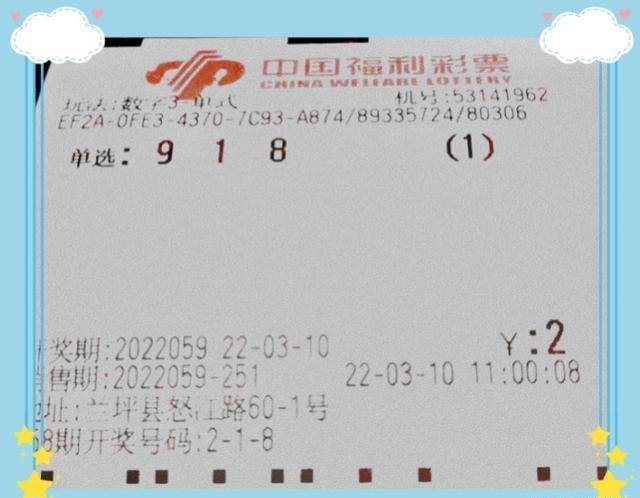 中国福利彩票
CHINA WELFARE LOTTERY
玩法:数字3-单式 机号:53141962
EF2A-0FE3-4370-7C93-A874/89335724/80306
单选: 9 1 8 (1)
奖期:2022059 22-03-10 ¥:2
售期:2022059-251 22-03-10 11:00:08
址:兰坪县怒江路60-1号
8期开奖号码:2-1-8